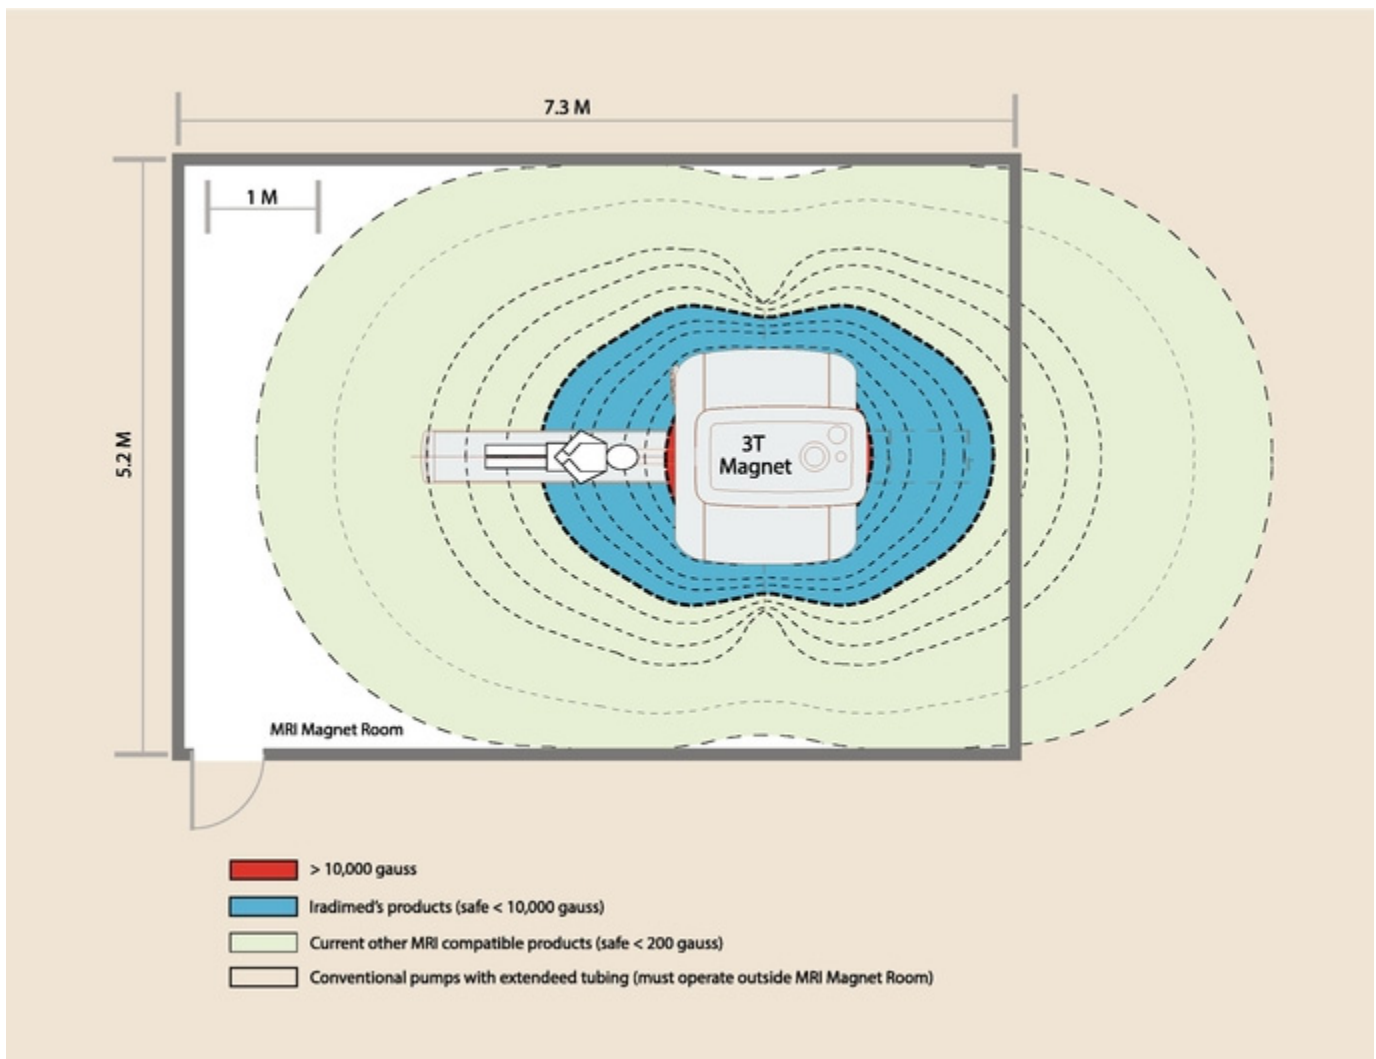 7.3 M
1 M
5.2 M
3T
Magnet
MRI Magnet Room
> 10,000 gauss
Iradimed's products (safe < 10,000 gauss)
Current other MRI compatible products (safe < 200 gauss)
Conventional pumps with extendeed tubing (must operate outside MRI Magnet Room)